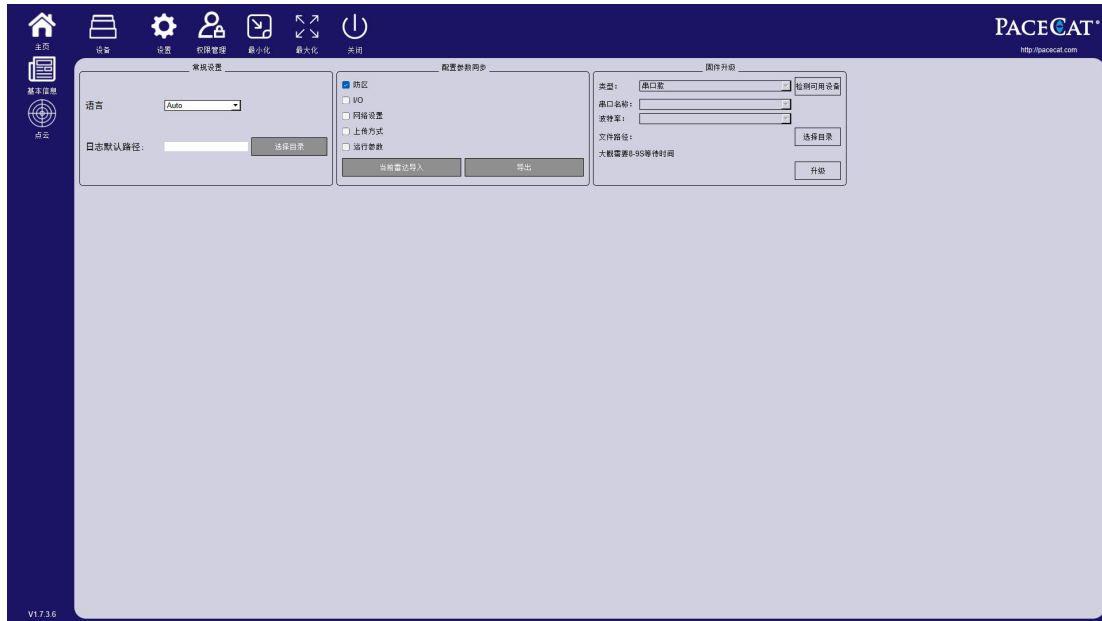 主页
设备
设置
权限管理
最小化
最大化
关闭
PACECAT
http://pacecat.com
基本信息
点云
常规设置
语言
Auto
日志默认路径:
选择目录
配置参数同步
防区
I/O
网络设置
上传方式
运行参数
当前雷达导入
导出
固件升级
类型:
串口款
检测可用设备
串口名称:
波特率:
文件路径:
选择目录
大概需要8-9S等待时间
升级
V1.7.3.6